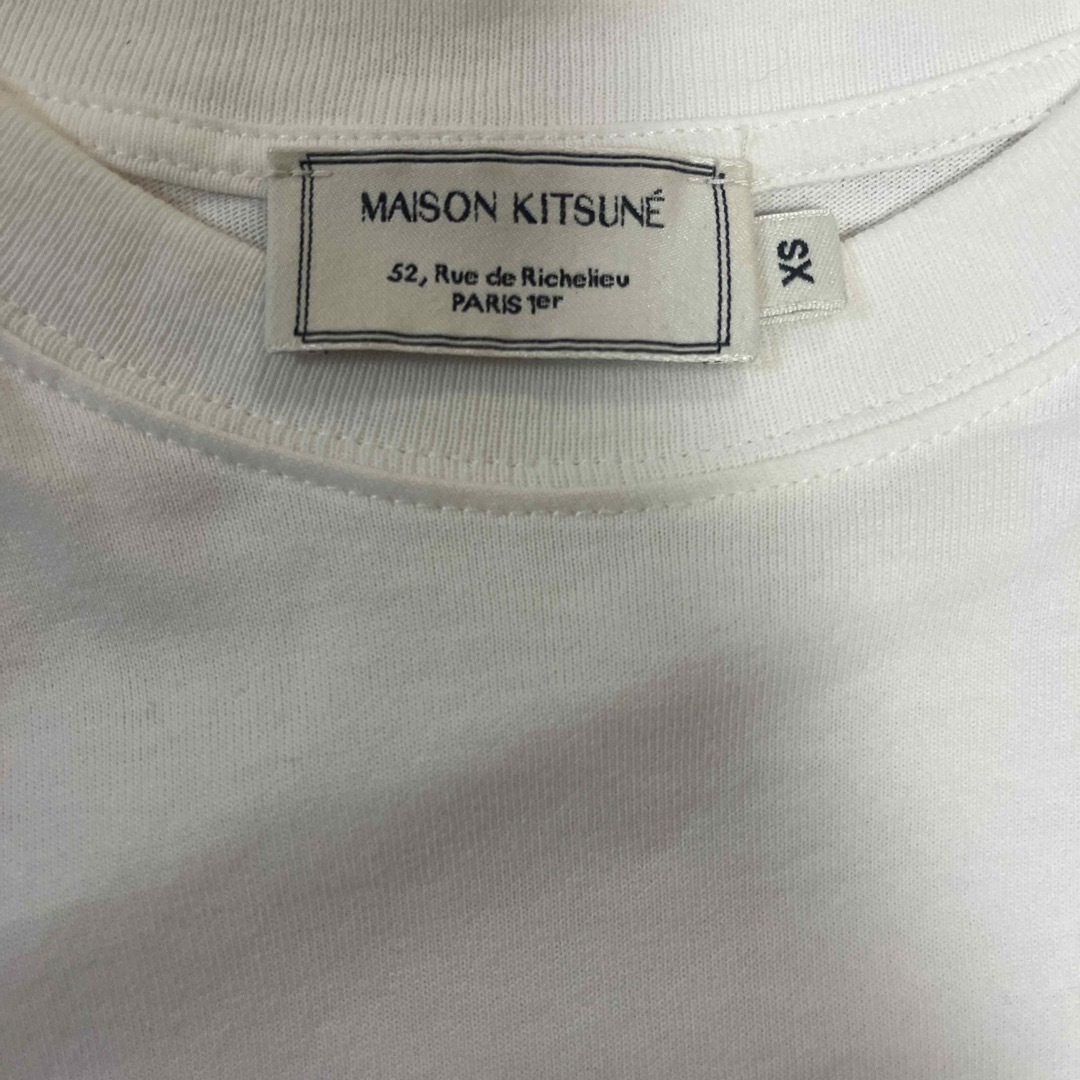 MAISON KITSUNÉ
52, Rue de Richelieu
PARIS 1er
XS